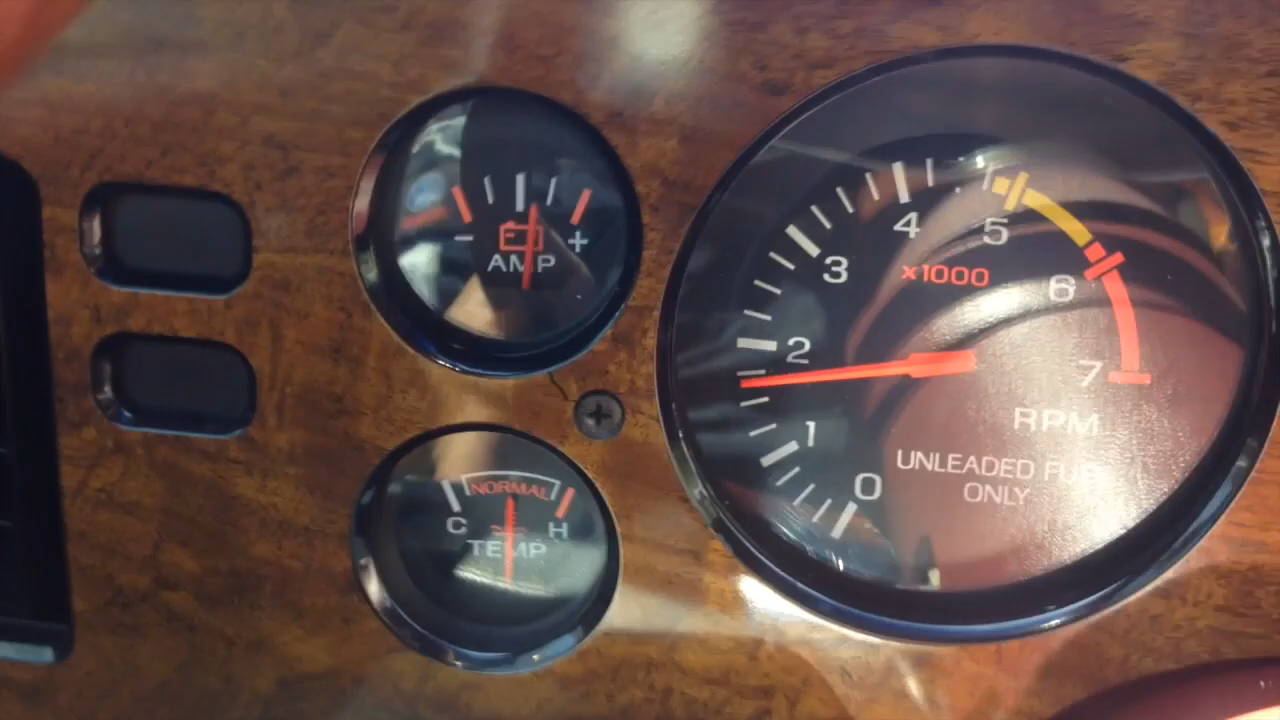 − +
AMP
NORMAL
C H
TEMP
0
1
2
3
4
5
6
7
x1000
RPM
UNLEADED FUEL
ONLY